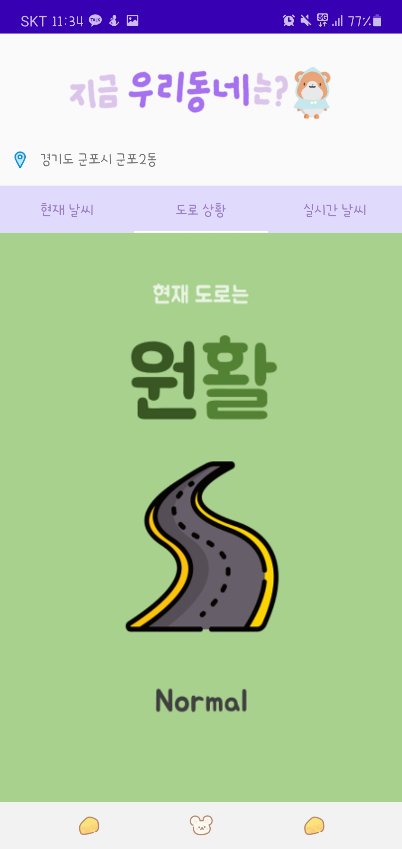 SKT 11:34 77%
지금 우리동네는?
경기도 군포시 군포2동
현재 날씨 도로 상황 실시간 날씨
현재 도로는
원활
Normal